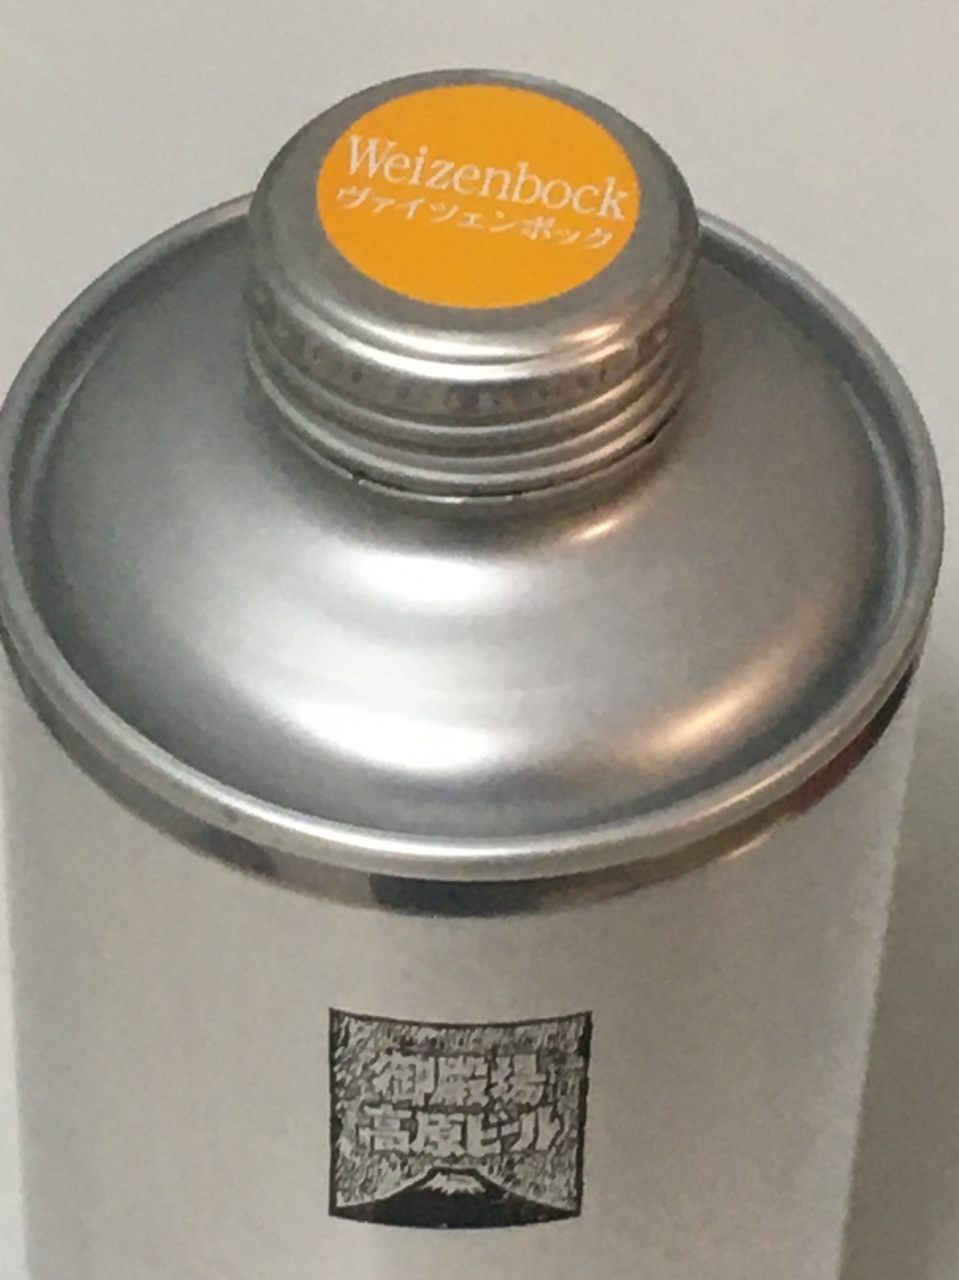 Weizenbock
ヴァイツェンボック
御殿場
高原ビール